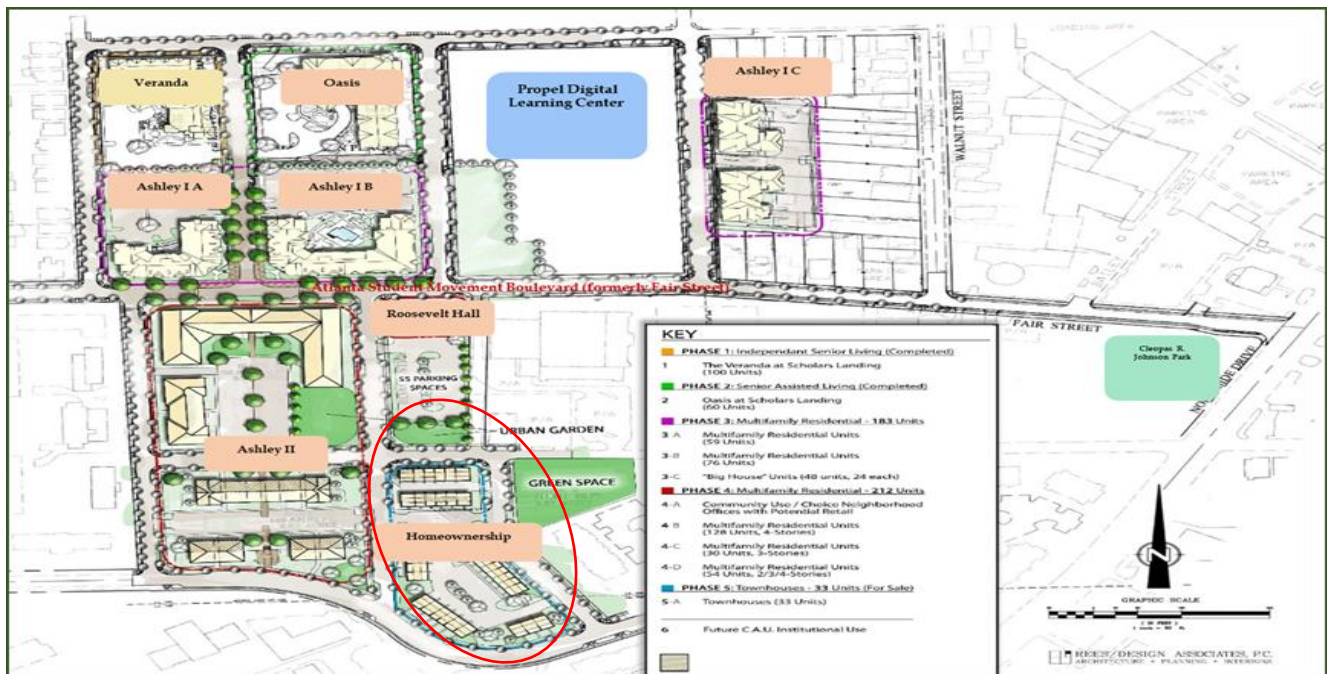 Veranda
Oasis
Propel Digital
Learning Center
Ashley I C
WALNUT STREET
PARKING
AREA
PARKING
AREA
Ashley I A
Ashley I B
Atlanta Student Movement Boulevard (formerly Fair Street)
Roosevelt Hall
FAIR STREET
Cleopas R.
Johnson Park
55 PARKING
SPACES
URBAN GARDEN
Ashley II
GREEN SPACE
Homeownership
KEY
PHASE 1: Independant Senior Living (Completed)
1 The Veranda at Scholars Landing
(100 Units)
PHASE 2: Senior Assisted Living (Completed)
2 Oasis at Scholars Landing
(60 Units)
PHASE 3: Multifamily Residential - 183 Units
3-A Multifamily Residential Units
(59 Units)
3-B Multifamily Residential Units
(76 Units)
3-C "Big House" Units (48 units, 24 each)
PHASE 4: Multifamily Residential - 212 Units
4-A Community Use / Choice Neighborhood
Offices with Potential Retail
4-B Multifamily Residential Units
(128 Units, 4-Stories)
4-C Multifamily Residential Units
(30 Units, 3-Stories)
4-D Multifamily Residential Units
(54 Units, 2/3/4-Stories)
PHASE 5: Townhouses - 33 Units (For Sale)
5-A Townhouses (33 Units)
6 Future C.A.U. Institutional Use
N
GRAPHIC SCALE
( IN FEET )
REES DESIGN ASSOCIATES, P.C.
ARCHITECTURE • PLANNING • INTERIORS